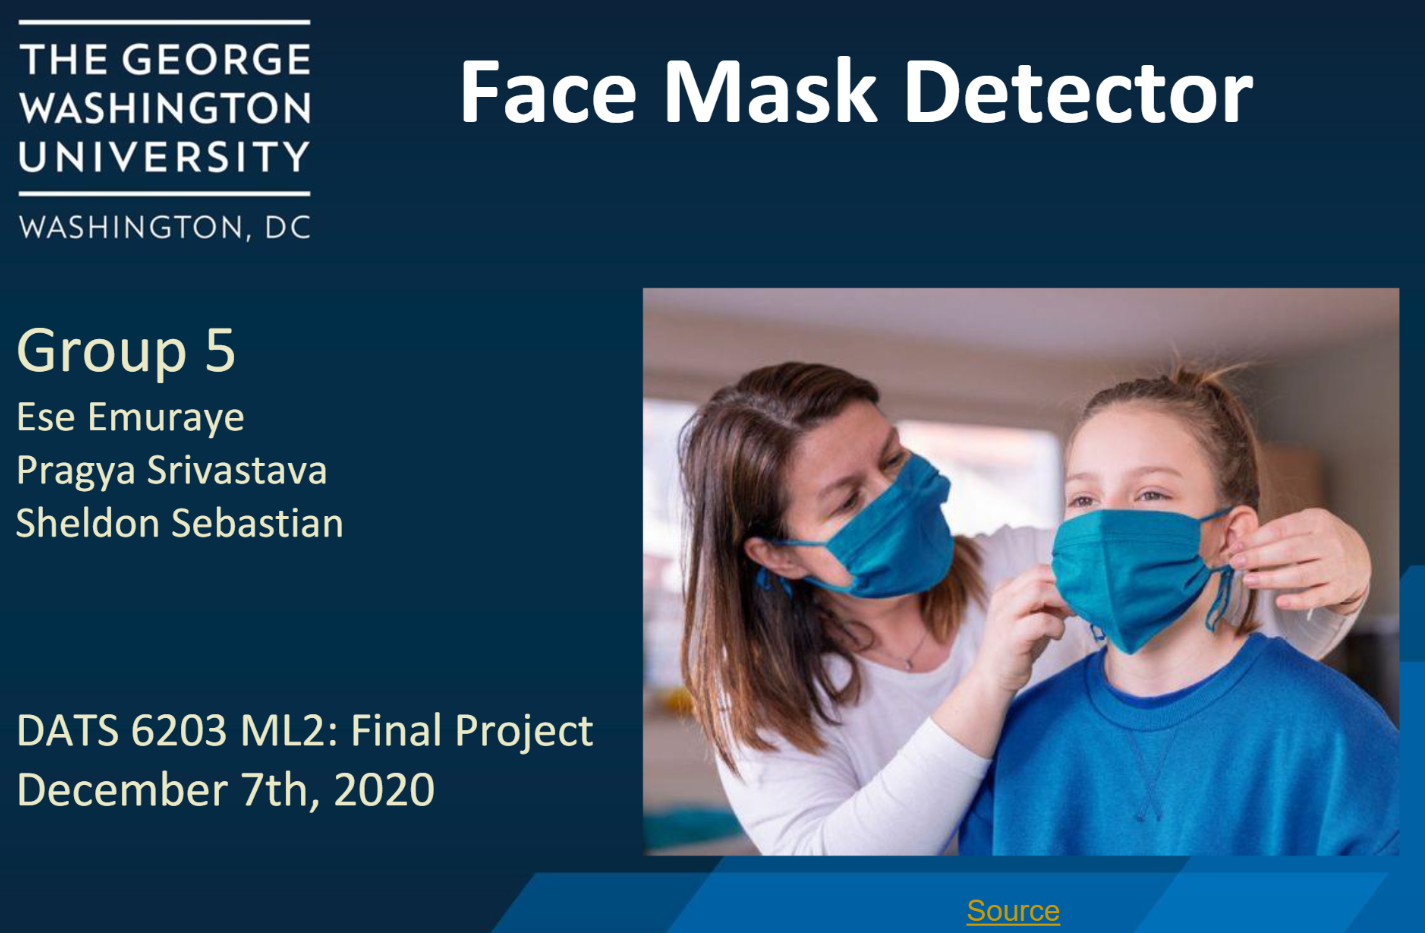 THE GEORGE
WASHINGTON
UNIVERSITY
WASHINGTON, DC
Face Mask Detector
Group 5
Ese Emuraye
Pragya Srivastava
Sheldon Sebastian
DATS 6203 ML2: Final Project
December 7th, 2020
Source